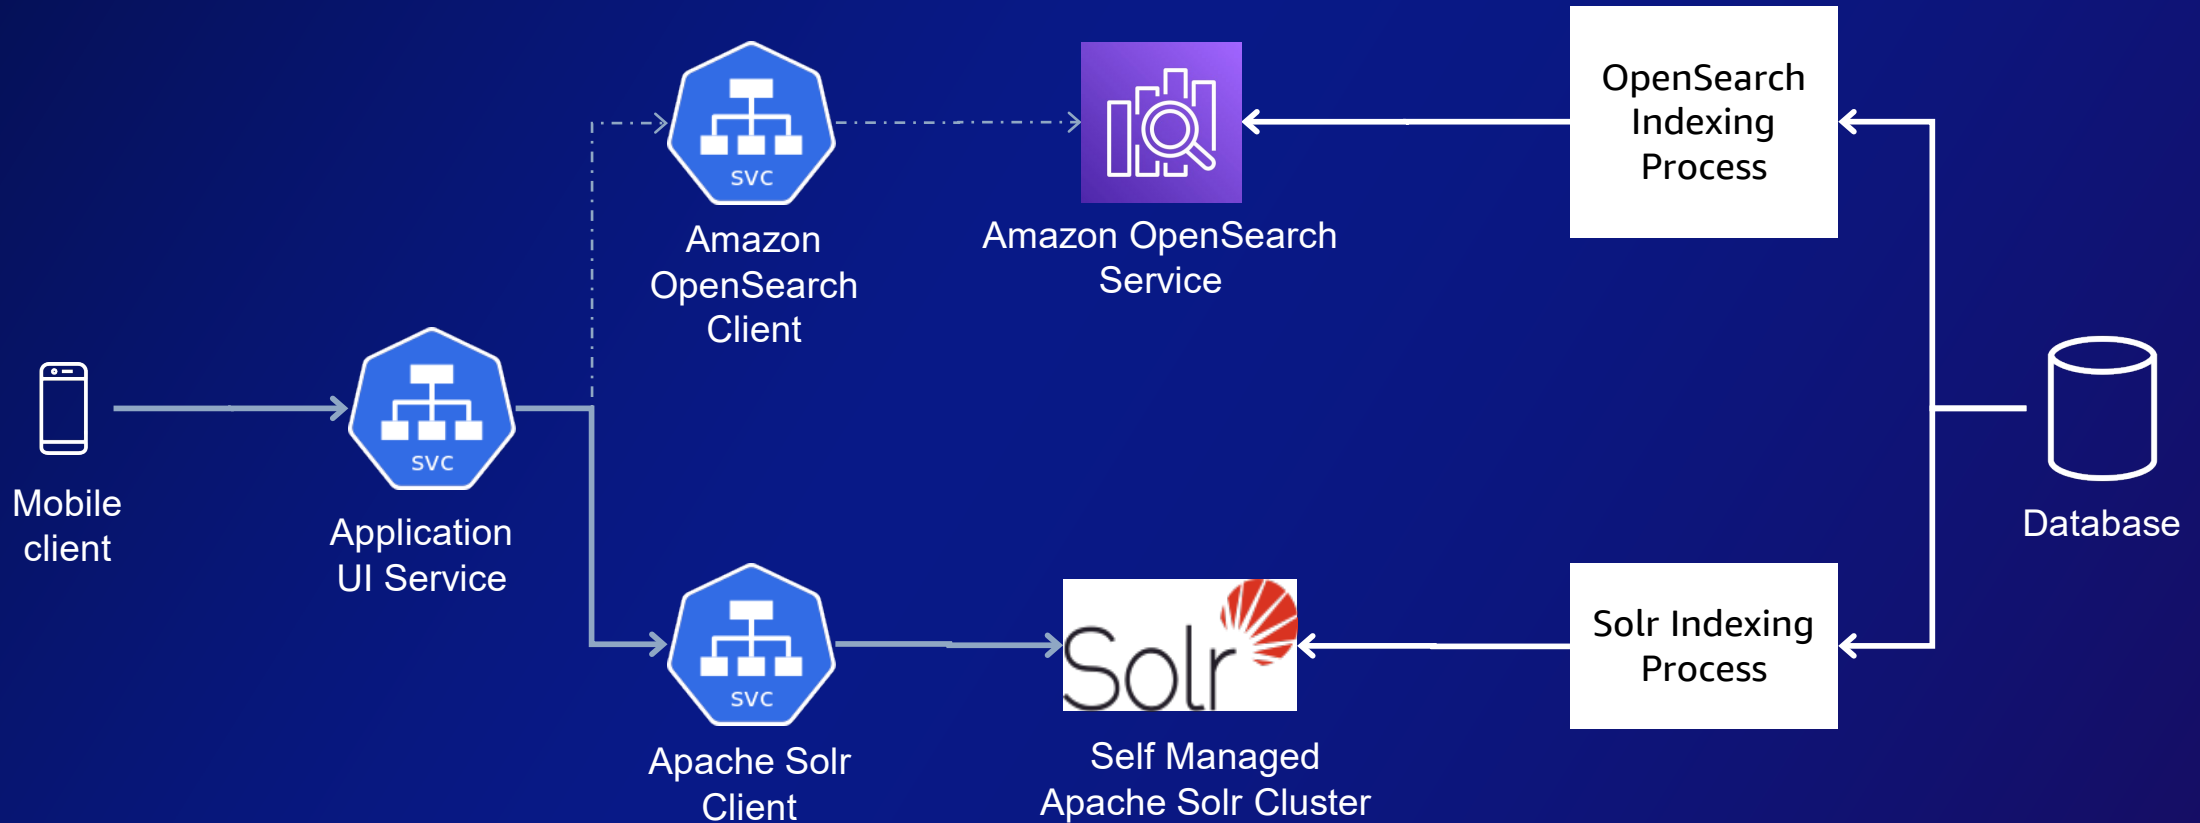 OpenSearch
Indexing
Process
svc
Amazon
OpenSearch
Client
Amazon OpenSearch
Service
svc
Mobile
client
Application
UI Service
Database
svc
Apache Solr
Client
Solr
Self Managed
Apache Solr Cluster
Solr Indexing
Process